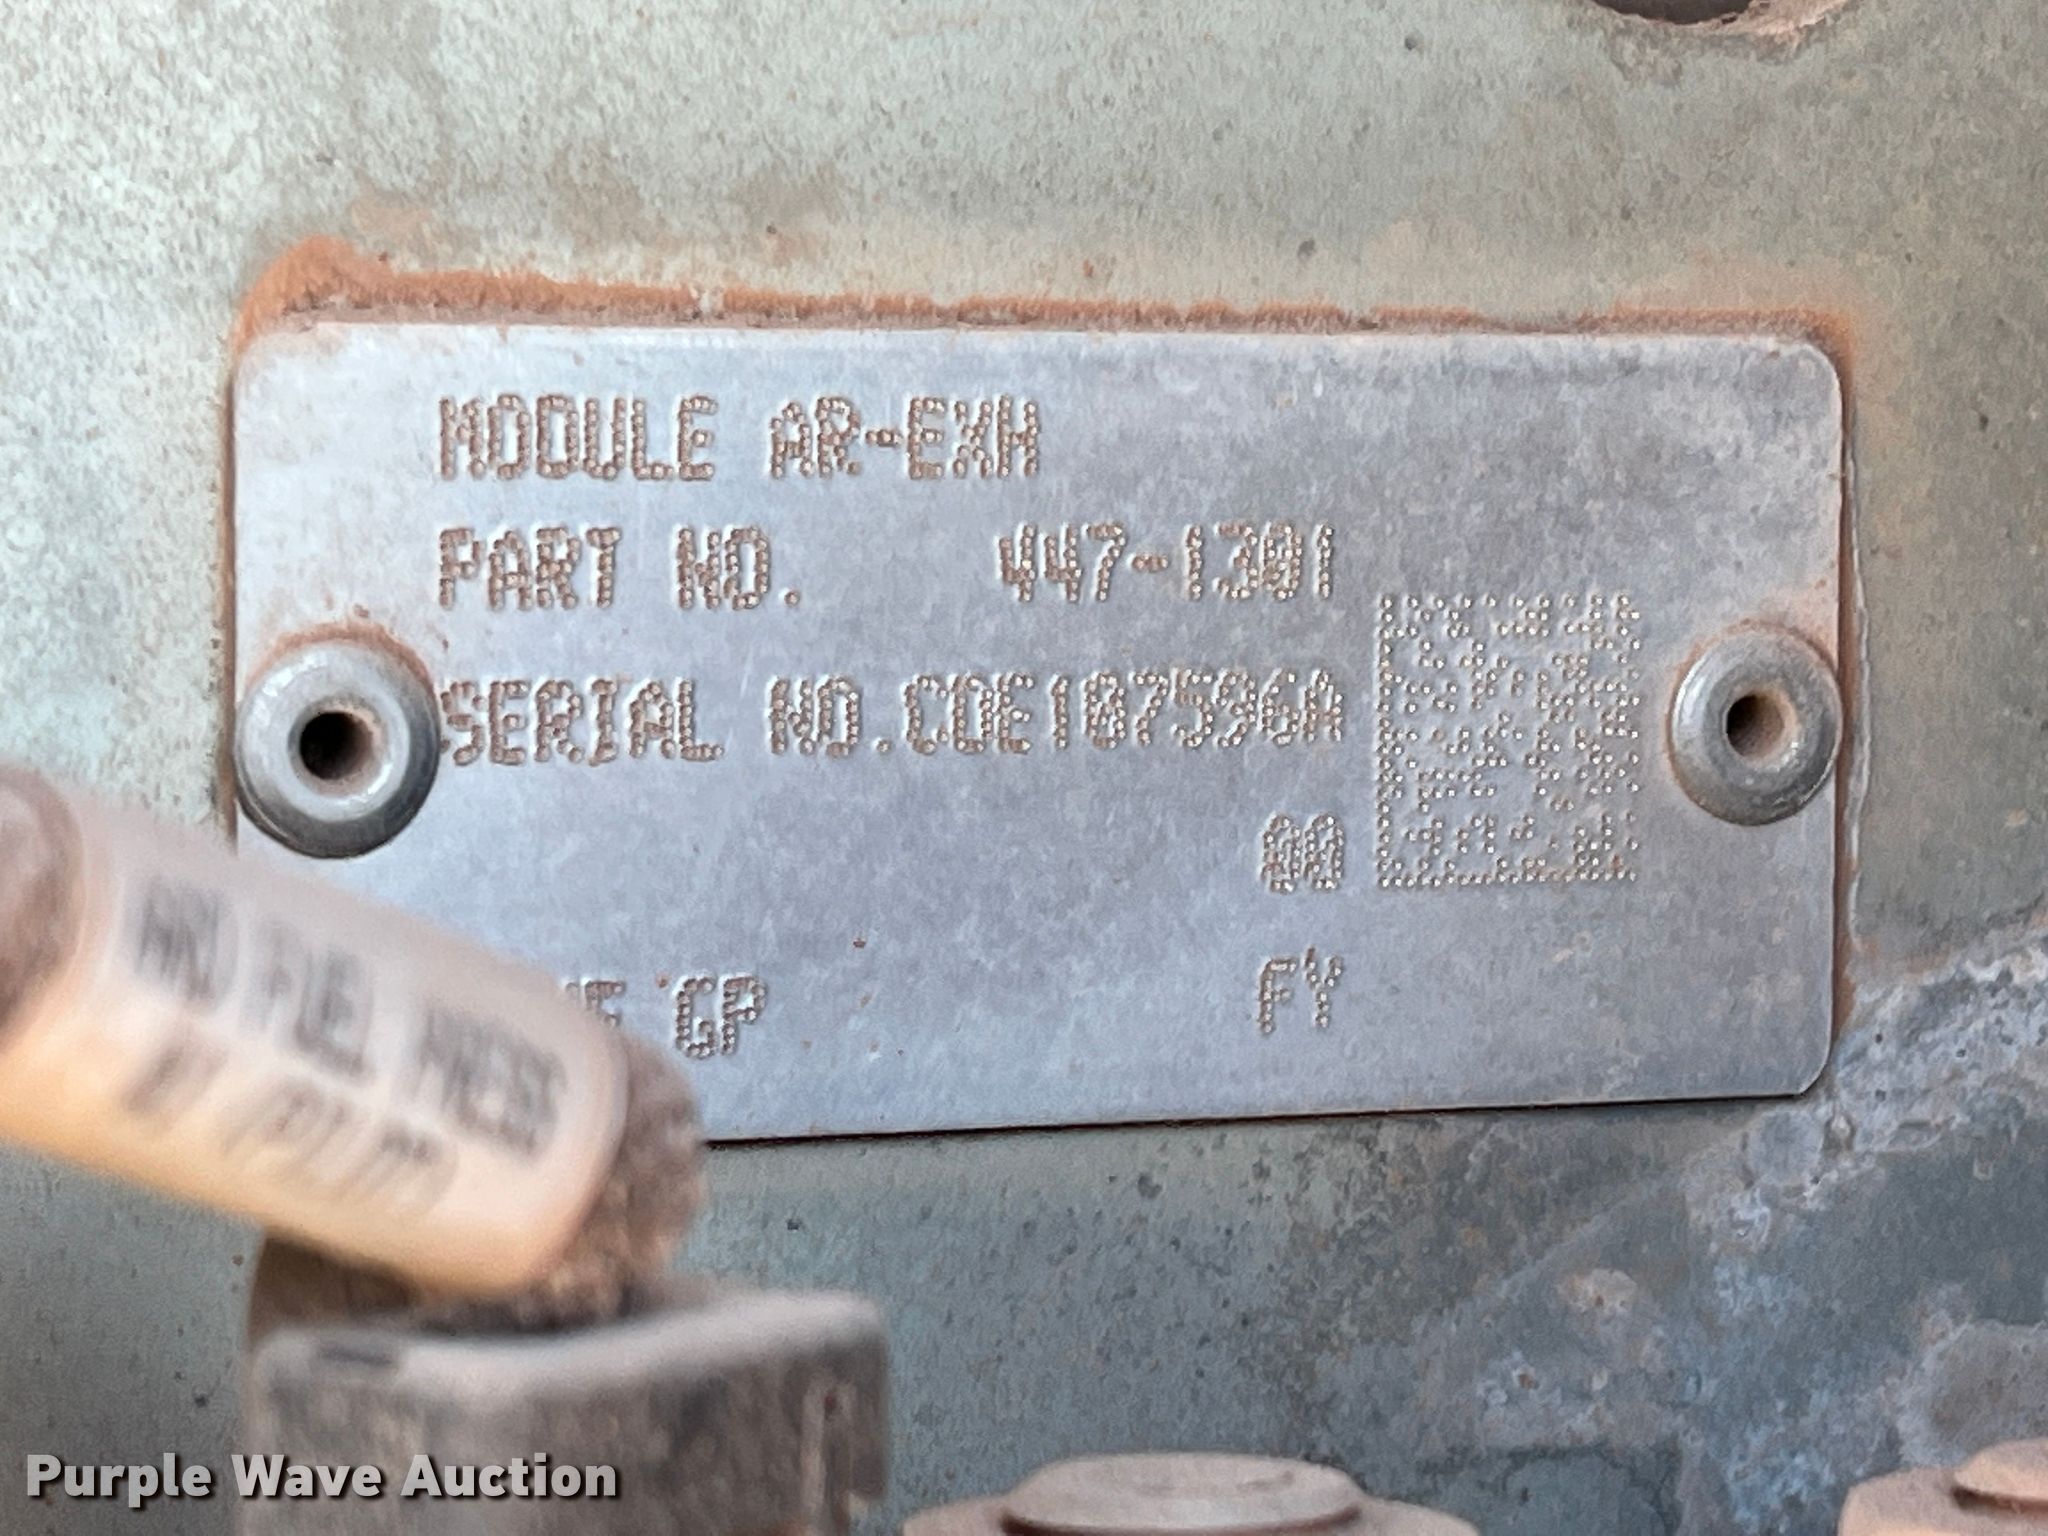 MODULE AR-EXH
PART NO. 447-1301
SERIAL NO.CDE107596A
00
GP FY
Purple Wave Auction